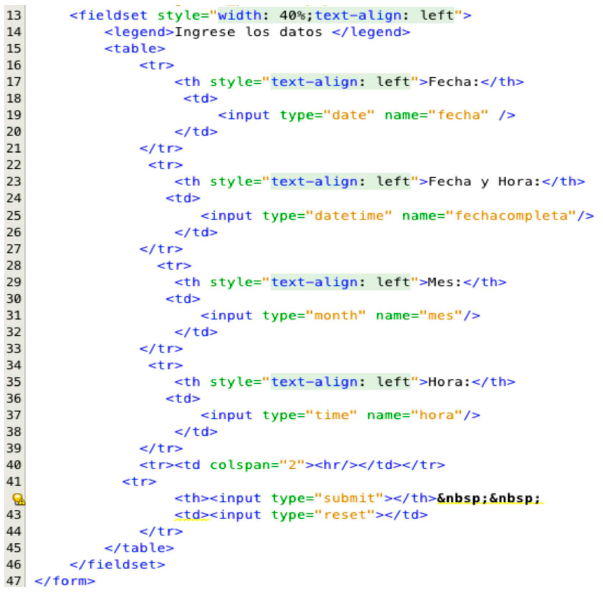 13 <fieldset style="width: 40%;text-align: left">
14 <legend>Ingrese los datos </legend>
15 <table>
16 <tr>
17 <th style="text-align: left">Fecha:</th>
18 <td>
19 <input type="date" name="fecha" />
20 </td>
21 </tr>
22 <tr>
23 <th style="text-align: left">Fecha y Hora:</th>
24 <td>
25 <input type="datetime" name="fechacompleta"/>
26 </td>
27 </tr>
28 <tr>
29 <th style="text-align: left">Mes:</th>
30 <td>
31 <input type="month" name="mes"/>
32 </td>
33 </tr>
34 <tr>
35 <th style="text-align: left">Hora:</th>
36 <td>
37 <input type="time" name="hora"/>
38 </td>
39 </tr>
40 <tr><td colspan="2"><hr/></td></tr>
41 <tr>
<th><input type="submit"></th>&nbsp;&nbsp;
43 <td><input type="reset"></td>
44 </tr>
45 </table>
46 </fieldset>
47 </form>